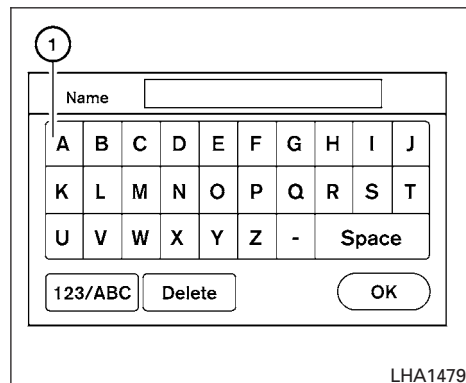 1
Name
A B C D E F G H I J
K L M N O P Q R S T
U V W X Y Z - Space
123/ABC Delete OK
LHA1479